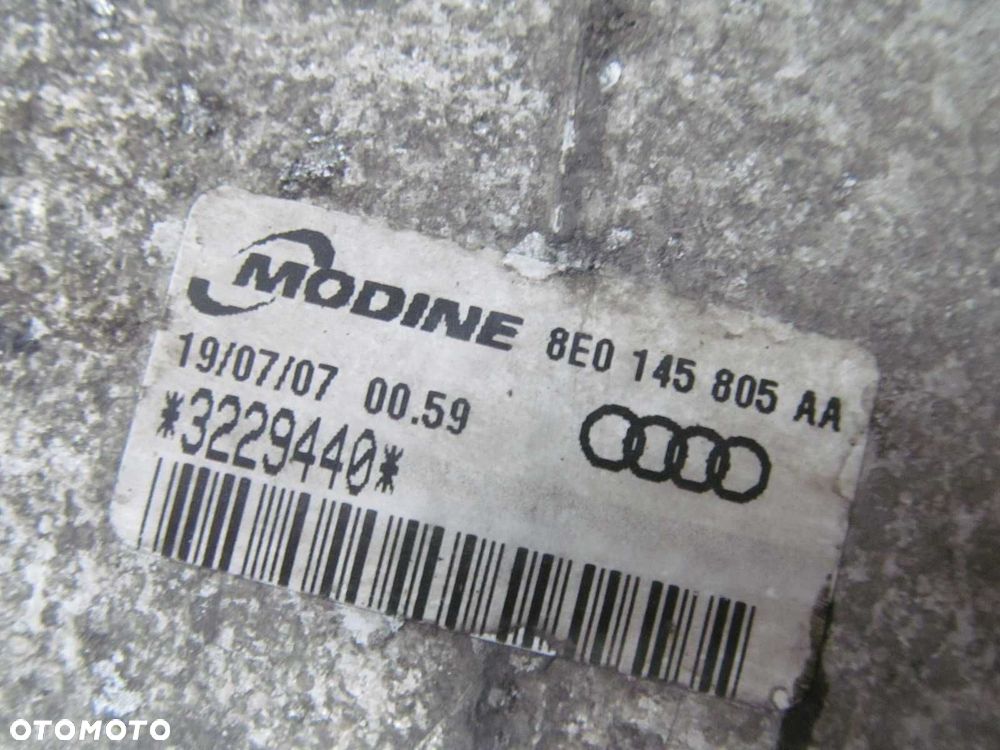 MODINE 8E0 145 805 AA
19/07/07 00.59
*3229440*
OTOMOTO